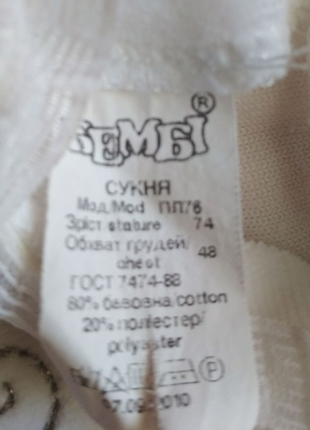 БЕМБІ ®
СУКНЯ
Мод/Mod ПЛ76
Зріст stature 74
Обхват грудей/
chest 48
ГОСТ 7474-88
80% бавовна/cotton
20% поліестер/
polyester
P
.09.2010